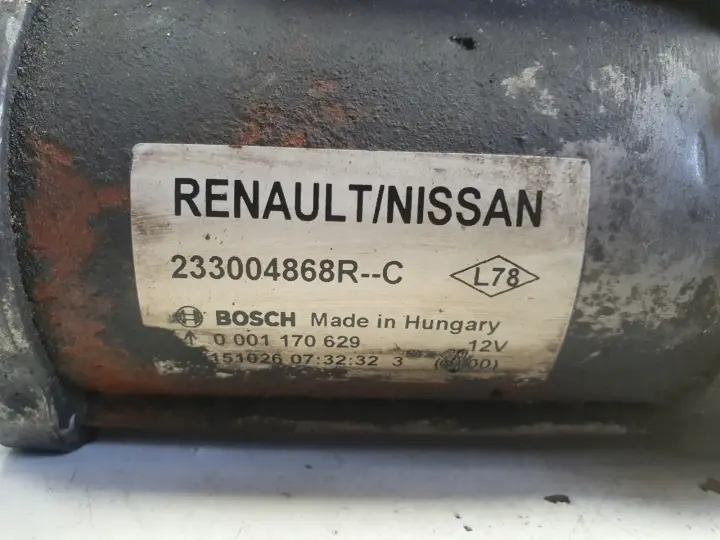 RENAULT/NISSAN
233004868R--C L78
BOSCH Made in Hungary
0 001 170 629 12V
151026 07:32:32 3